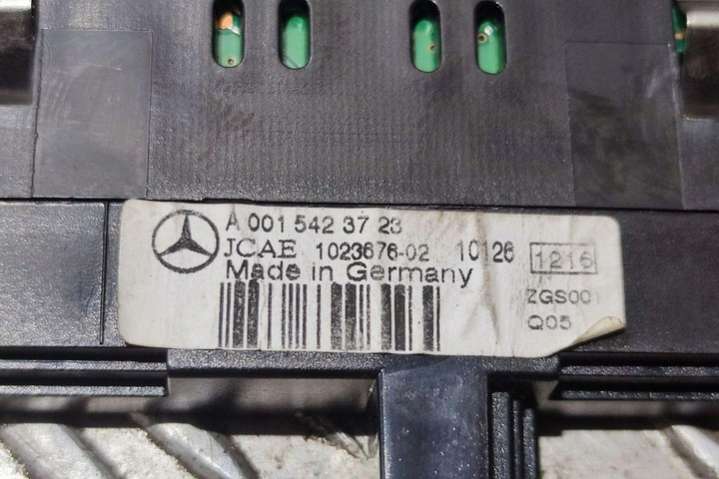 A 001 542 37 23
JCAE 1023676-02 10126 1216
Made in Germany
ZGS001
Q05